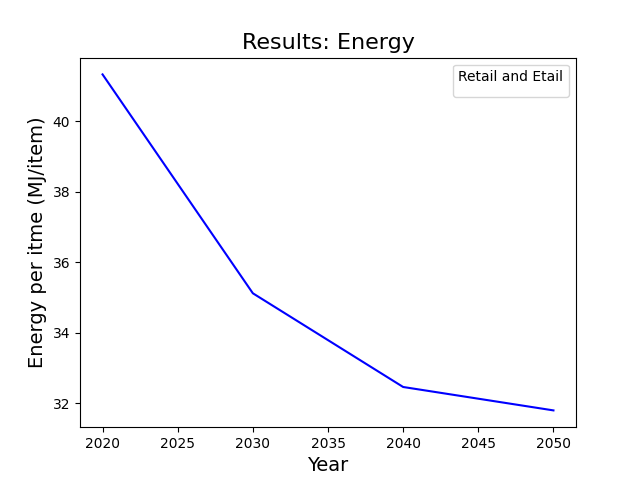 Results: Energy
Retail and Etail
Energy per itme (MJ/item)
40
38
36
34
32
2020 2025 2030 2035 2040 2045 2050
Year